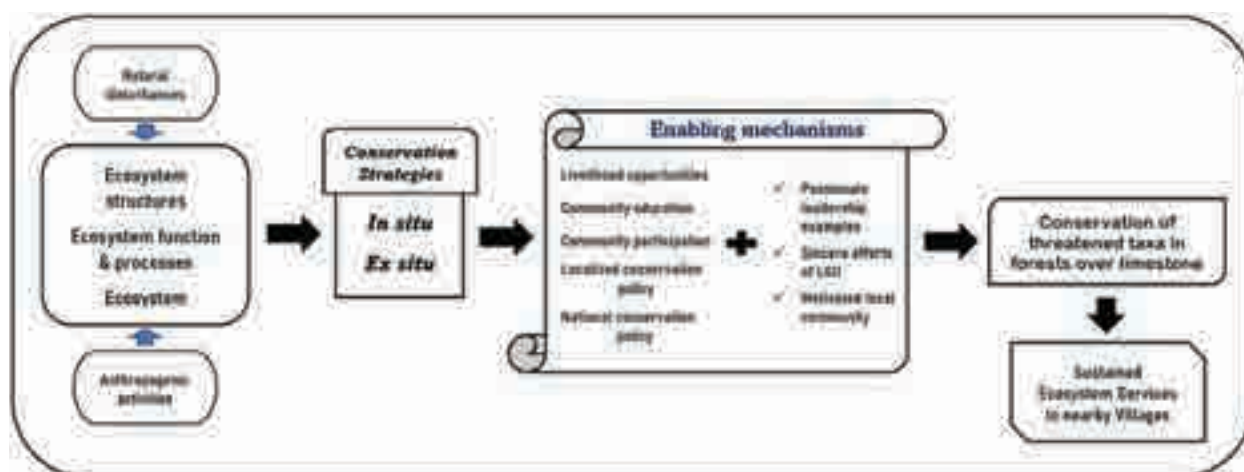 Natural
disturbances
Ecosystem
structures
Ecosystem function
& processes
Ecosystem
Anthropogenic
activities
Conservation
Strategies
In situ
Ex situ
Enabling mechanisms
Livelihood opportunities
Community education
Community participation
Localized conservation
policy
National conservation
policy
✓ Passionate
leadership
examples
✓ Sincere efforts
of LGU
✓ local
community
Conservation of
threatened taxa in
forests over limestone
Sustained
Ecosystem Services
to nearby Villages